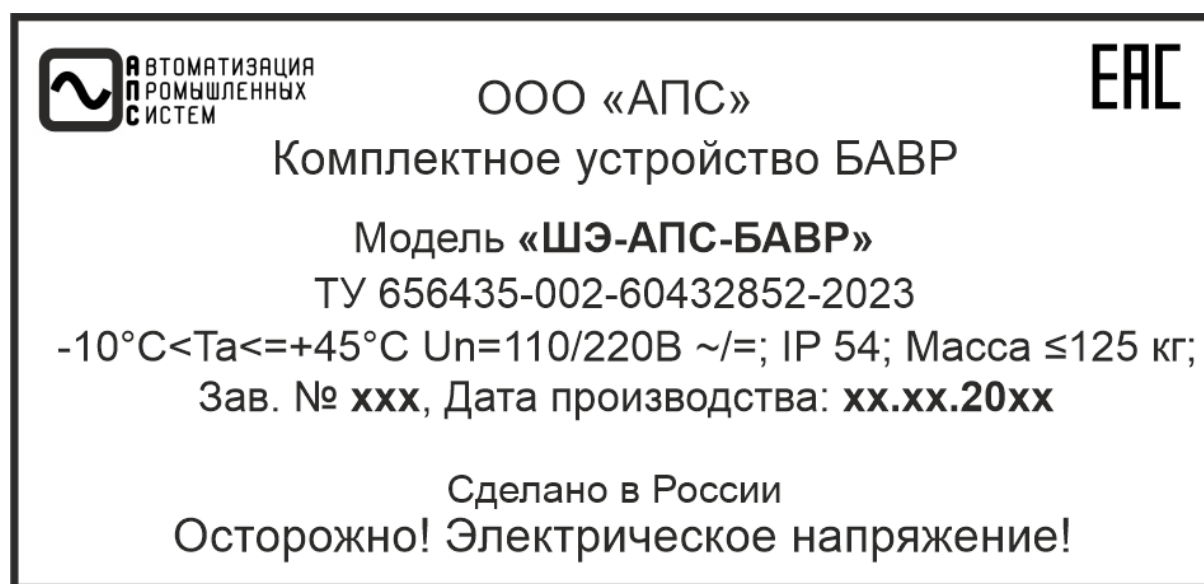 АВТОМАТИЗАЦИЯ
ПРОМЫШЛЕННЫХ
СИСТЕМ
ЕАС
ООО «АПС»
Комплектное устройство БАВР
Модель «ШЭ-АПС-БАВР»
ТУ 656435-002-60432852-2023
-10°С<Та<=+45°С Un=110/220В ~/=; IP 54; Масса ≤125 кг;
Зав. № xxx, Дата производства: xx.xx.20xx
Сделано в России
Осторожно! Электрическое напряжение!